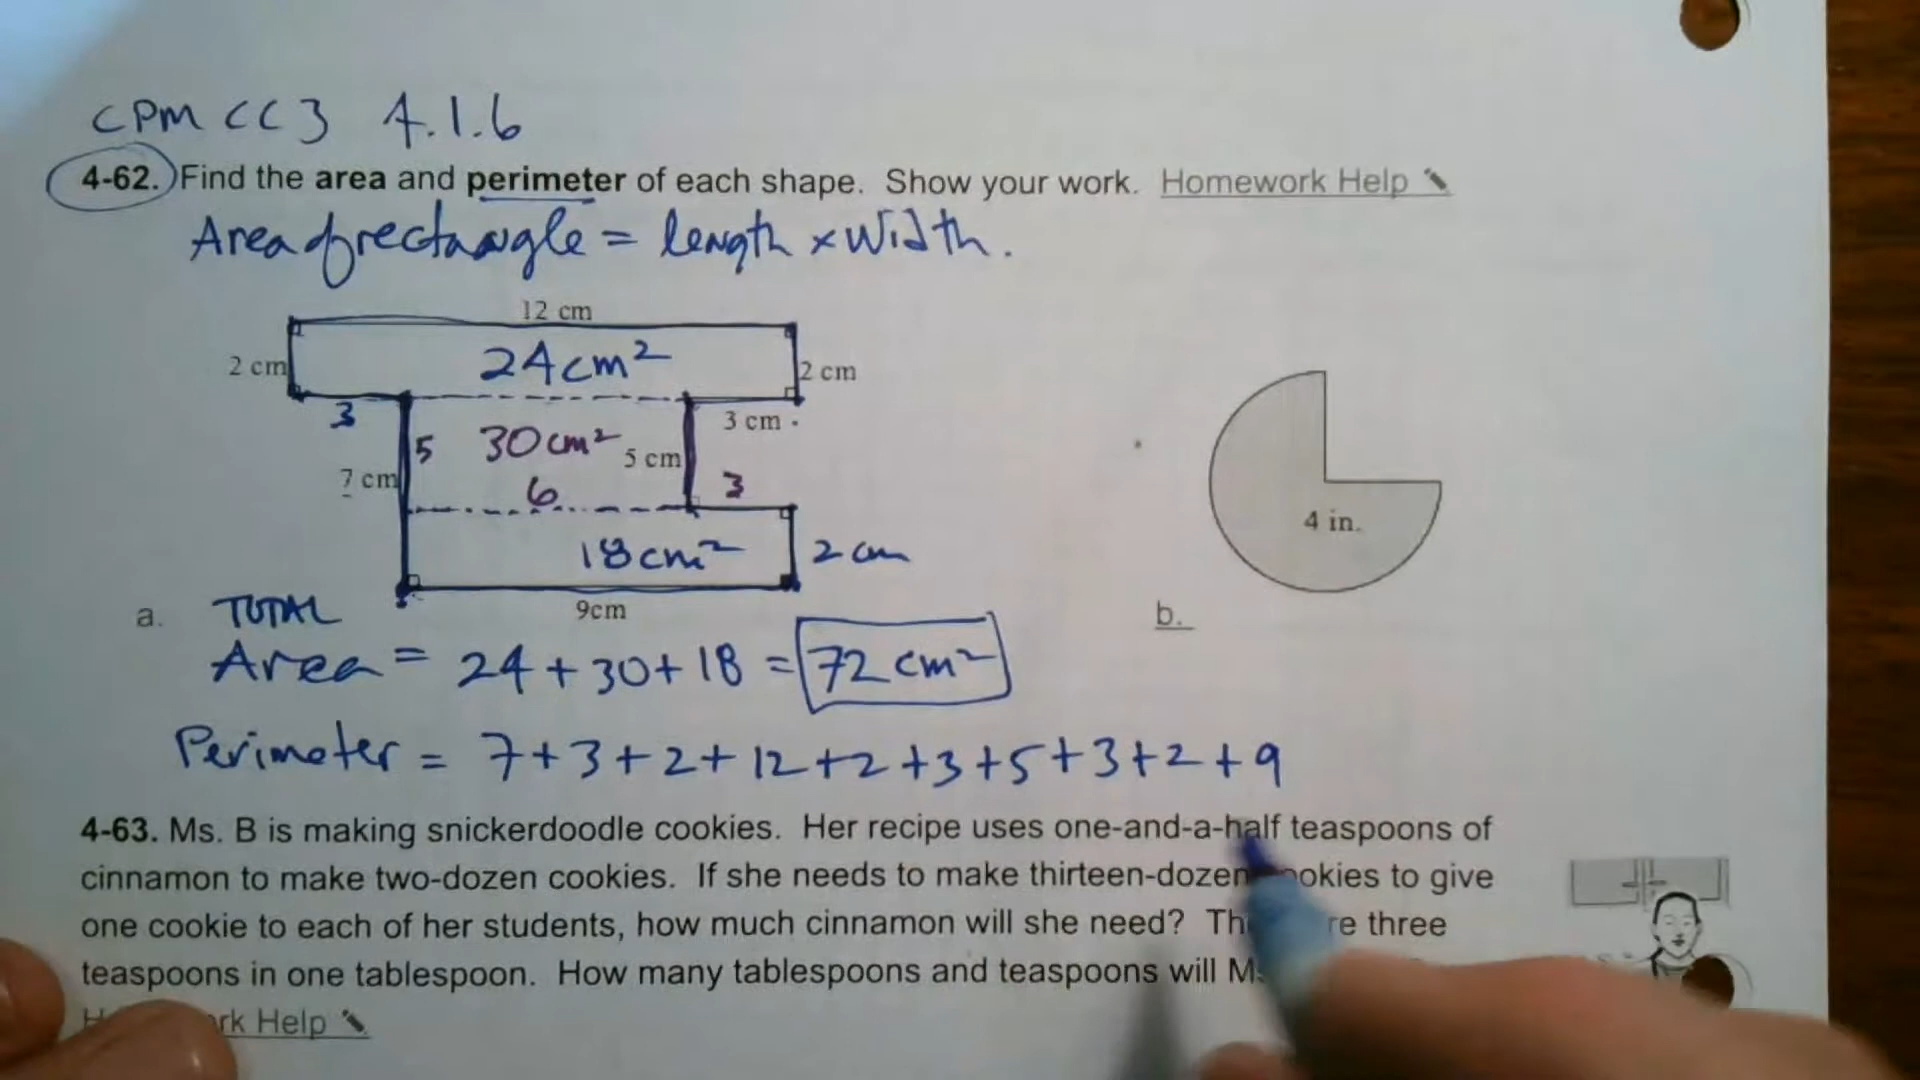 CPM CC3 4.1.6
4-62. Find the area and perimeter of each shape. Show your work. Homework Help
Area of rectangle = length × width.
12 cm
2 cm
24cm²
2 cm
3
3 cm
5
30cm²
5 cm
7 cm
6
3
18cm²
2 cm
9cm
4 in.
a.
b.
TOTAL
Area = 24 + 30 + 18 = 72 cm²
Perimeter = 7+3+2+12+2+3+5+3+2+9
4-63. Ms. B is making snickerdoodle cookies. Her recipe uses one-and-a-half teaspoons of
cinnamon to make two-dozen cookies. If she needs to make thirteen-dozen cookies to give
one cookie to each of her students, how much cinnamon will she need? three
teaspoons in one tablespoon. How many tablespoons and teaspoons will
Help